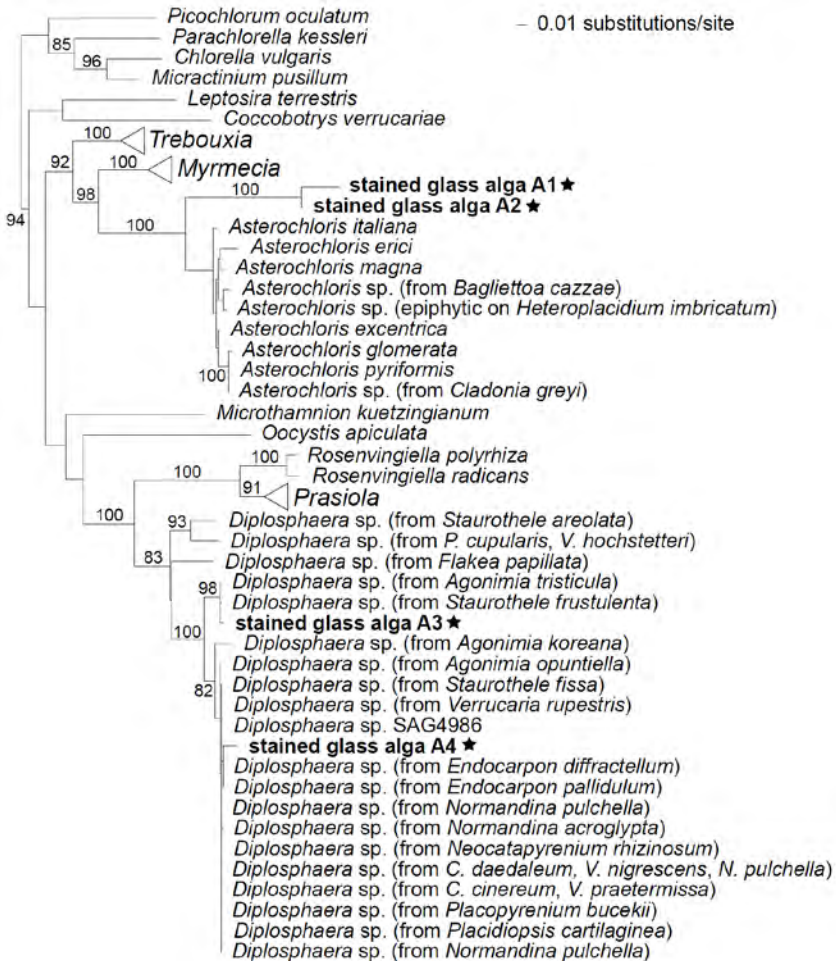 Picochlorum oculatum
– 0.01 substitutions/site
Parachlorella kessleri
85
Chlorella vulgaris
96
Micractinium pusillum
Leptosira terrestris
Coccobotrys verrucariae
100
Trebouxia
92
100
Myrmecia
98
100
stained glass alga A1★
94
100
stained glass alga A2★
Asterochloris italiana
Asterochloris erici
Asterochloris magna
Asterochloris sp. (from Bagliettoa cazzae)
Asterochloris sp. (epiphytic on Heteroplacidium imbricatum)
Asterochloris excentrica
Asterochloris glomerata
Asterochloris pyriformis
100
Asterochloris sp. (from Cladonia greyi)
Microthamnion kuetzingianum
Oocystis apiculata
Rosenvingiella polyrhiza
100
100
Rosenvingiella radicans
91
Prasiola
100
93
Diplosphaera sp. (from Staurothele areolata)
Diplosphaera sp. (from P. cupularis, V. hochstetteri)
83
Diplosphaera sp. (from Flakea papillata)
98
Diplosphaera sp. (from Agonimia tristicula)
Diplosphaera sp. (from Staurothele frustulenta)
stained glass alga A3★
100
Diplosphaera sp. (from Agonimia koreana)
Diplosphaera sp. (from Agonimia opuntiella)
82
Diplosphaera sp. (from Staurothele fissa)
Diplosphaera sp. (from Verrucaria rupestris)
Diplosphaera sp. SAG4986
stained glass alga A4★
Diplosphaera sp. (from Endocarpon diffractellum)
Diplosphaera sp. (from Endocarpon pallidulum)
Diplosphaera sp. (from Normandina pulchella)
Diplosphaera sp. (from Normandina acroglypta)
Diplosphaera sp. (from Neocatapyrenium rhizinosum)
Diplosphaera sp. (from C. daedaleum, V. nigrescens, N. pulchella)
Diplosphaera sp. (from C. cinereum, V. praetermissa)
Diplosphaera sp. (from Placopyrenium bucekii)
Diplosphaera sp. (from Placidiopsis cartilaginea)
Diplosphaera sp. (from Normandina pulchella)